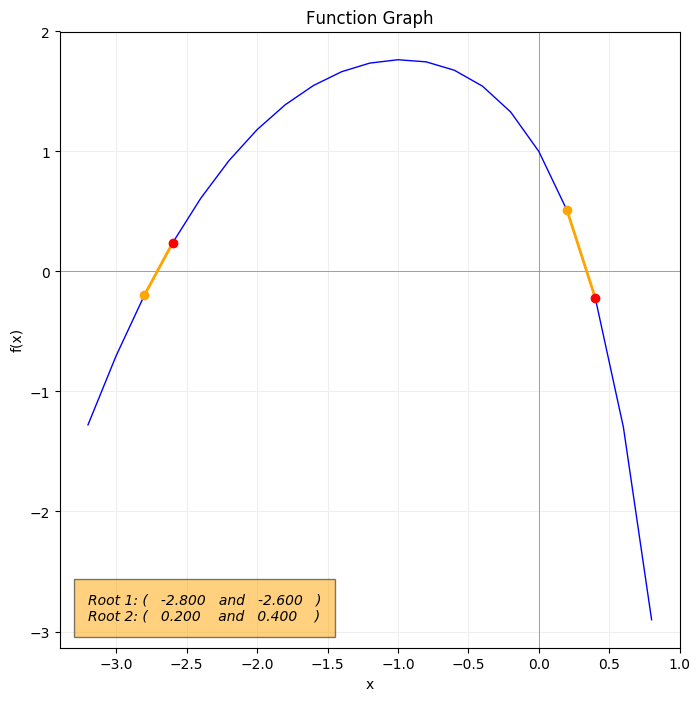 Function Graph
2
1
0
−1
−2
−3
f(x)
Root 1: ( -2.800 and -2.600 )
Root 2: ( 0.200 and 0.400 )
−3.0 −2.5 −2.0 −1.5 −1.0 −0.5 0.0 0.5 1.0
x